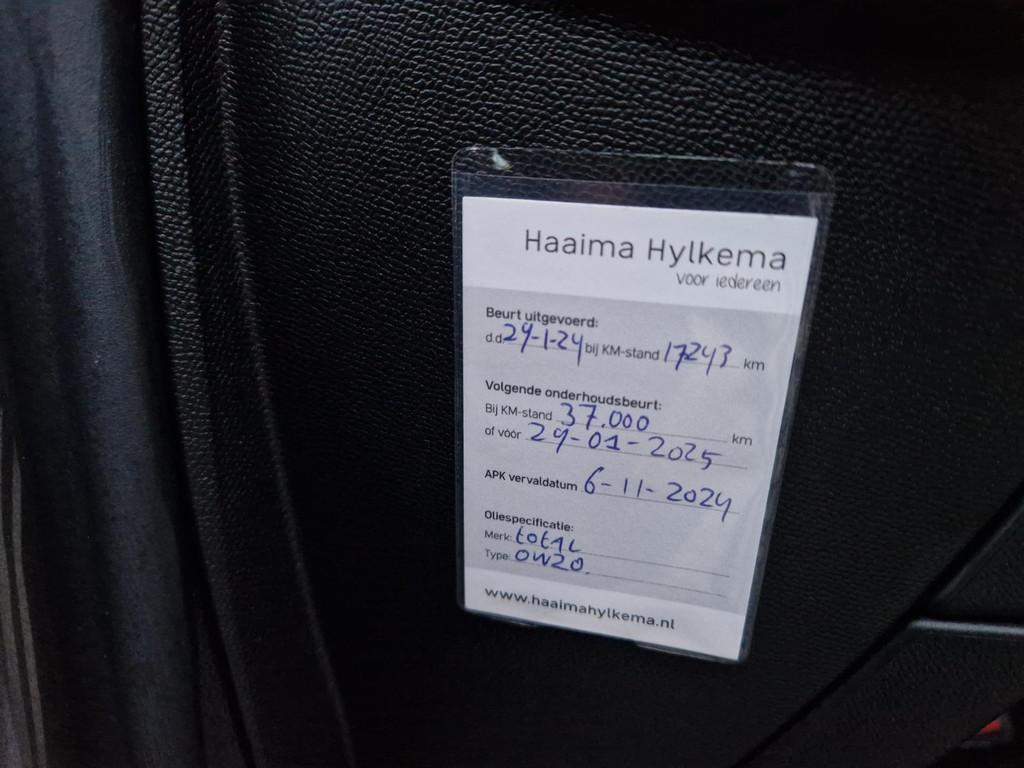 Haaima Hylkema
voor iedereen
Beurt uitgevoerd:
d.d 29-1-24 bij KM-stand 17243 km
Volgende onderhoudsbeurt:
Bij KM-stand 37.000 km
of vóór 29-01-2025
APK vervaldatum 6-11-2024
Oliespecificatie:
Merk: total
Type: 0W20.
www.haaimahylkema.nl